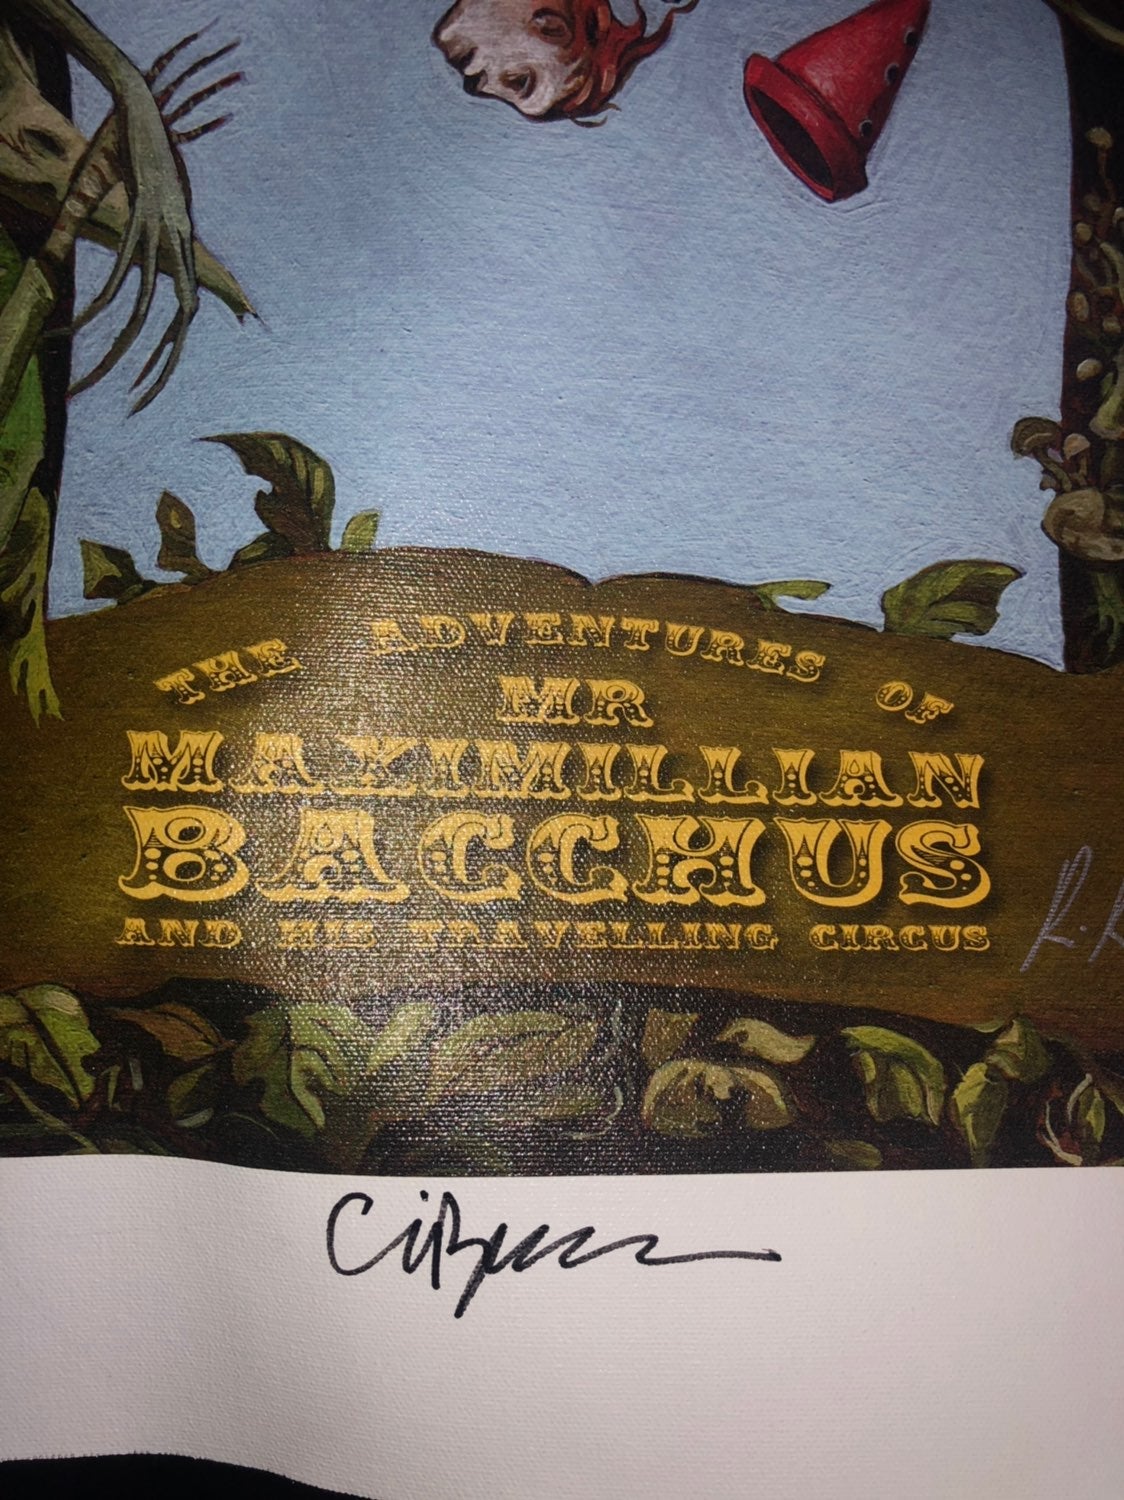 THE ADVENTURES OF
MR
MAXIMILLIAN
BACCHUS
AND HIS TRAVELLING CIRCUS